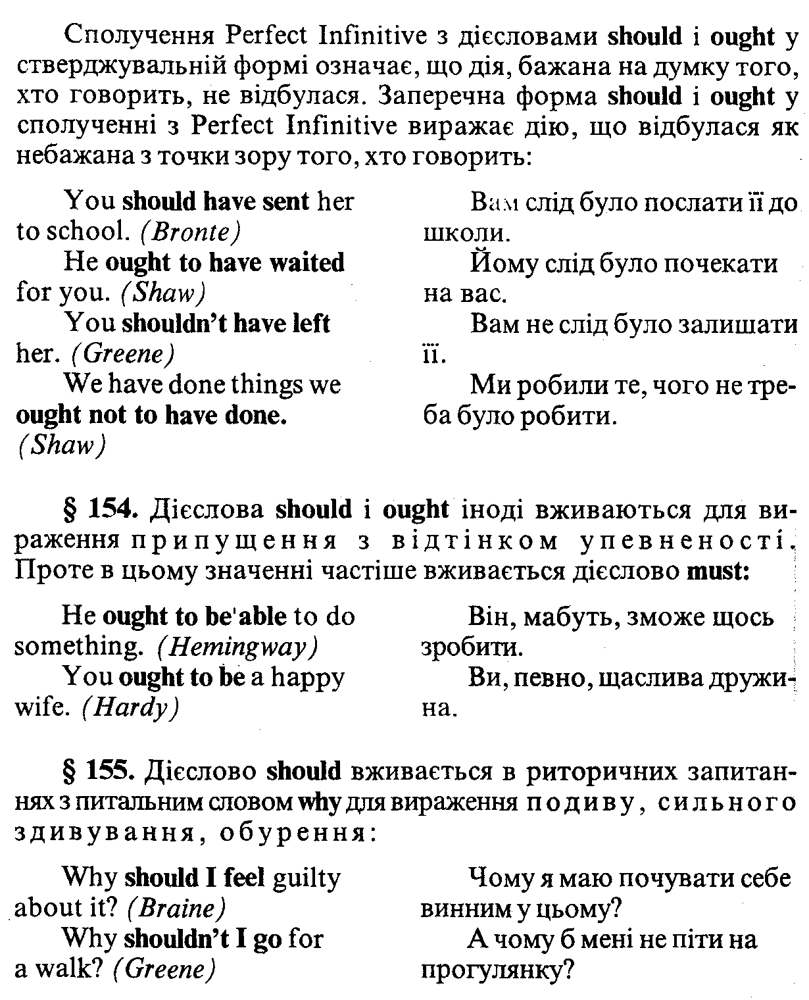 Сполучення Perfect Infinitive з дієсловами should і ought у
стверджувальній формі означає, що дія, бажана на думку того,
хто говорить, не відбулася. Заперечна форма should і ought у
сполученні з Perfect Infinitive виражає дію, що відбулася як
небажана з точки зору того, хто говорить:
You should have sent her
to school. (Bronte)
He ought to have waited
for you. (Shaw)
You shouldn't have left
her. (Greene)
We have done things we
ought not to have done.
(Shaw)
Вам слід було послати її до
школи.
Йому слід було почекати
на вас.
Вам не слід було залишати
її.
Ми робили те, чого не тре-
ба було робити.
§ 154. Дієслова should і ought іноді вживаються для ви-
раження припущення з відтінком упевненості.
Проте в цьому значенні частіше вживається дієслово must:
He ought to be able to do
something. (Hemingway)
You ought to be a happy
wife. (Hardy)
Він, мабуть, зможе щось
зробити.
Ви, певно, щаслива дружи-
на.
§ 155. Дієслово should вживається в риторичних запитан-
нях з питальним словом why для вираження подиву, сильного
здивування, обурення:
Why should I feel guilty
about it? (Braine)
Why shouldn't I go for
a walk? (Greene)
Чому я маю почувати себе
винним у цьому?
А чому б мені не піти на
прогулянку?